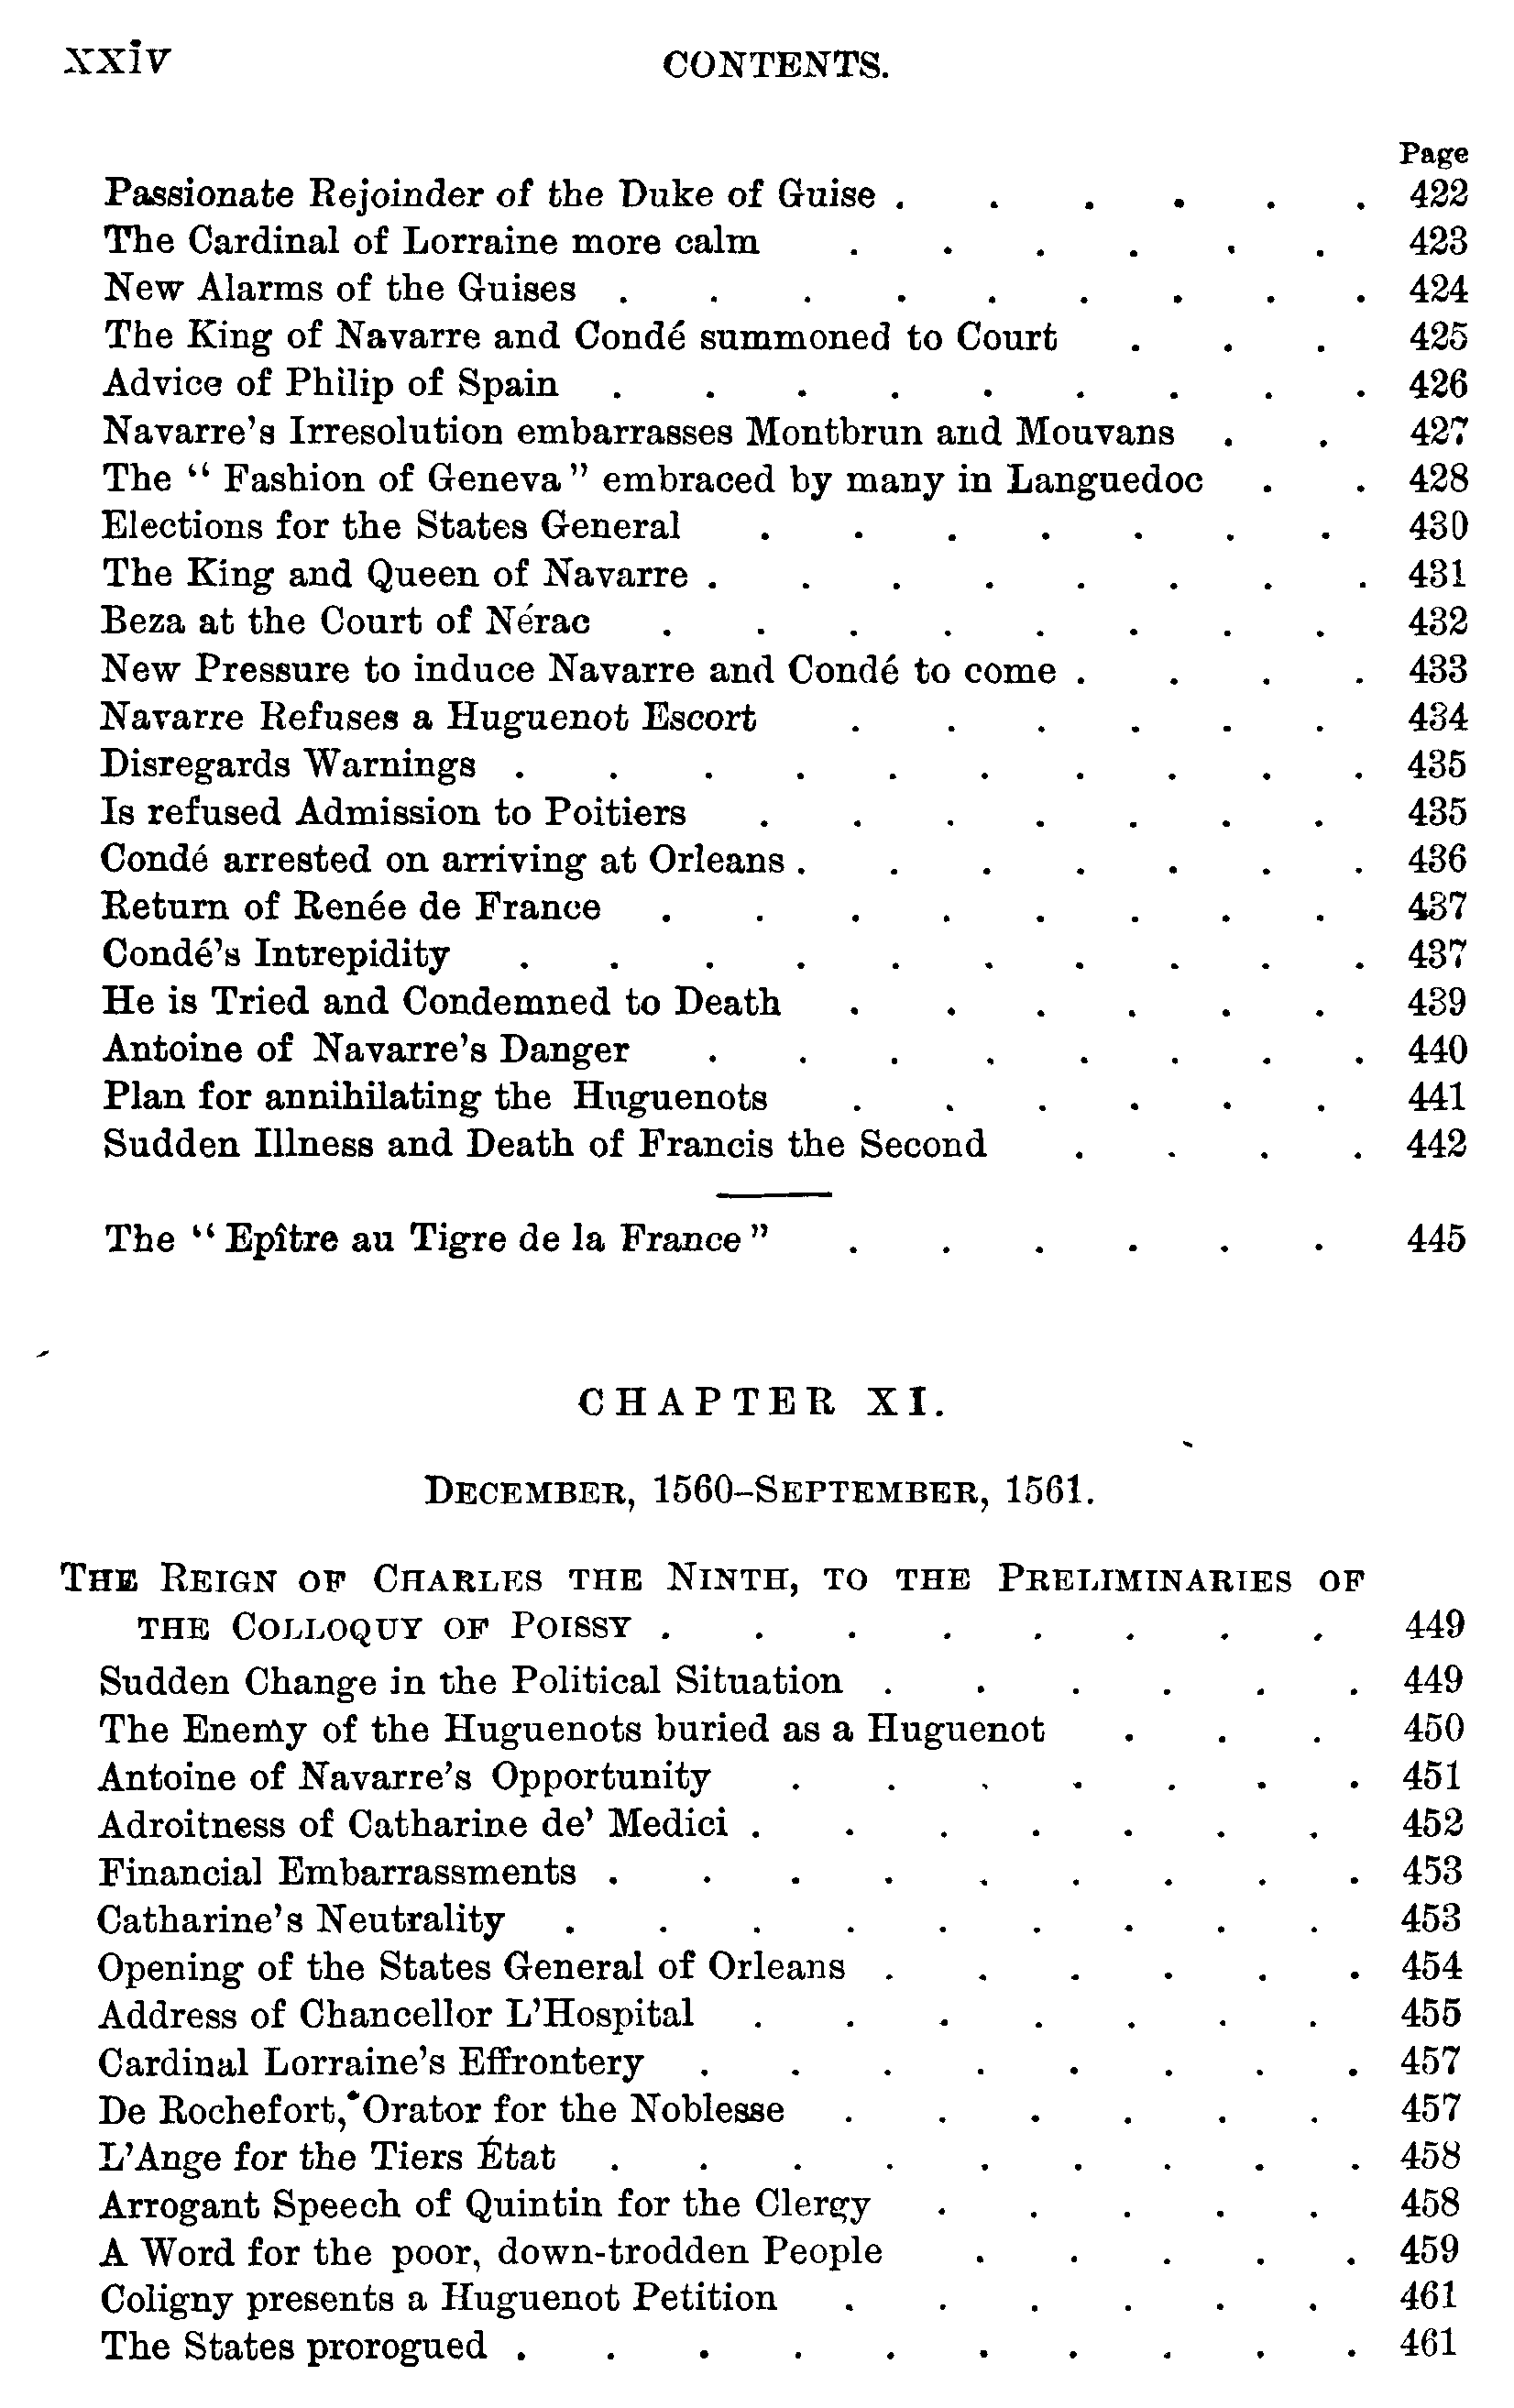 xxiv CONTENTS.
Page
Passionate Rejoinder of the Duke of Guise . . . . . . 422
The Cardinal of Lorraine more calm . . . . . . 423
New Alarms of the Guises . . . . . . . . . 424
The King of Navarre and Condé summoned to Court . . . 425
Advice of Philip of Spain . . . . . . . . . 426
Navarre's Irresolution embarrasses Montbrun and Mouvans . . 427
The “ Fashion of Geneva ” embraced by many in Languedoc . . 428
Elections for the States General . . . . . . . 430
The King and Queen of Navarre . . . . . . . . 431
Beza at the Court of Nérac . . . . . . . . 432
New Pressure to induce Navarre and Condé to come . . . . 433
Navarre Refuses a Huguenot Escort . . . . . . 434
Disregards Warnings . . . . . . . . . . 435
Is refused Admission to Poitiers . . . . . . . 435
Condé arrested on arriving at Orleans . . . . . . . 436
Return of Renée de France . . . . . . . . 437
Condé's Intrepidity . . . . . . . . . . 437
He is Tried and Condemned to Death . . . . . . 439
Antoine of Navarre's Danger . . . . . . . . 440
Plan for annihilating the Huguenots . . . . . . 441
Sudden Illness and Death of Francis the Second . . . . 442
The “ Epître au Tigre de la France ” . . . . . . 445
CHAPTER XI.
DECEMBER, 1560–SEPTEMBER, 1561.
THE REIGN OF CHARLES THE NINTH, TO THE PRELIMINARIES OF
THE COLLOQUY OF POISSY . . . . . . . . 449
Sudden Change in the Political Situation . . . . . . 449
The Enemy of the Huguenots buried as a Huguenot . . . 450
Antoine of Navarre's Opportunity . . . . . . . 451
Adroitness of Catharine de' Medici . . . . . . . 452
Financial Embarrassments . . . . . . . . . 453
Catharine's Neutrality . . . . . . . . . 453
Opening of the States General of Orleans . . . . . . 454
Address of Chancellor L'Hospital . . . . . . . 455
Cardinal Lorraine's Effrontery . . . . . . . . 457
De Rochefort, Orator for the Noblesse . . . . . . 457
L'Ange for the Tiers État . . . . . . . . . 458
Arrogant Speech of Quintin for the Clergy . . . . . 458
A Word for the poor, down-trodden People . . . . . 459
Coligny presents a Huguenot Petition . . . . . . 461
The States prorogued . . . . . . . . . . 461